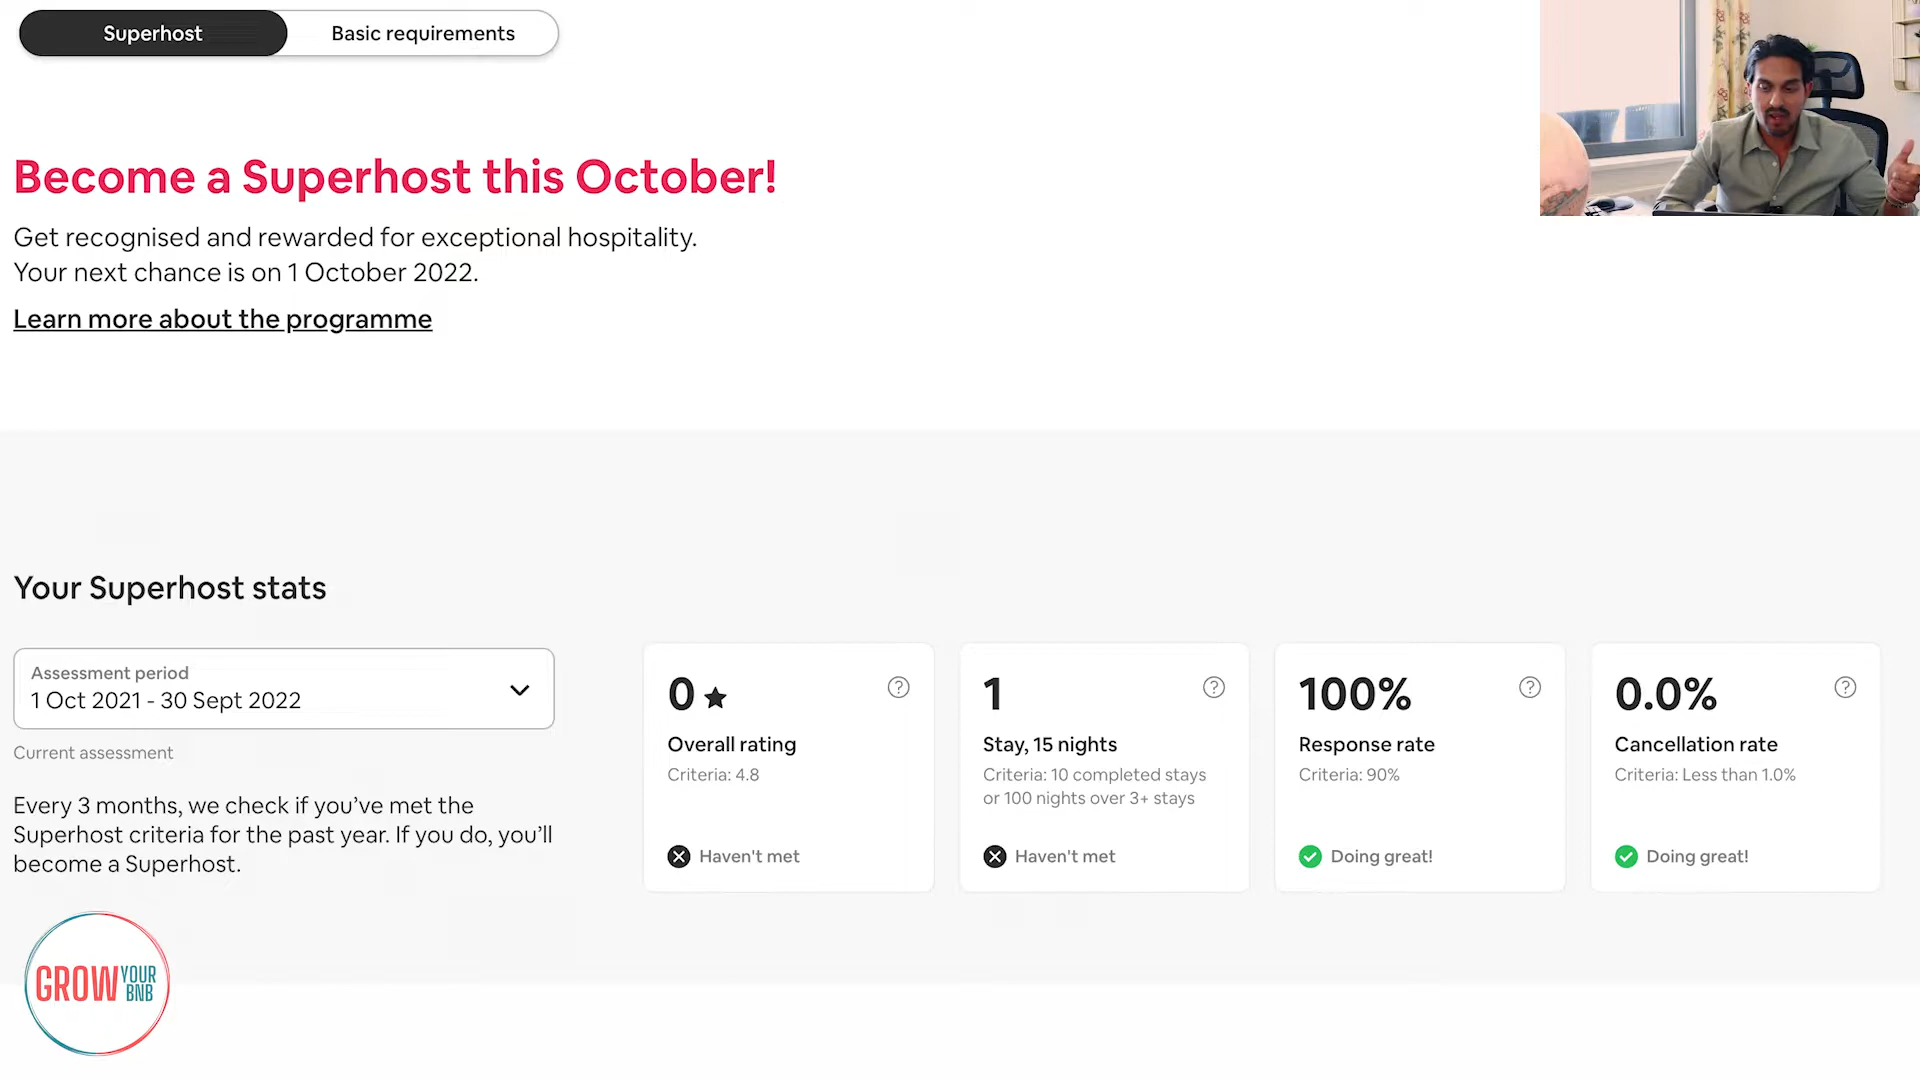 Superhost
Basic requirements
Become a Superhost this October!
Get recognised and rewarded for exceptional hospitality.
Your next chance is on 1 October 2022.
Learn more about the programme
Your Superhost stats
Assessment period
1 Oct 2021 - 30 Sept 2022
Current assessment
Every 3 months, we check if you’ve met the
Superhost criteria for the past year. If you do, you’ll
become a Superhost.
0 ★
Overall rating
Criteria: 4.8
Haven't met
1
Stay, 15 nights
Criteria: 10 completed stays
or 100 nights over 3+ stays
Haven't met
100%
Response rate
Criteria: 90%
Doing great!
0.0%
Cancellation rate
Criteria: Less than 1.0%
Doing great!
GROW YOUR
BNB